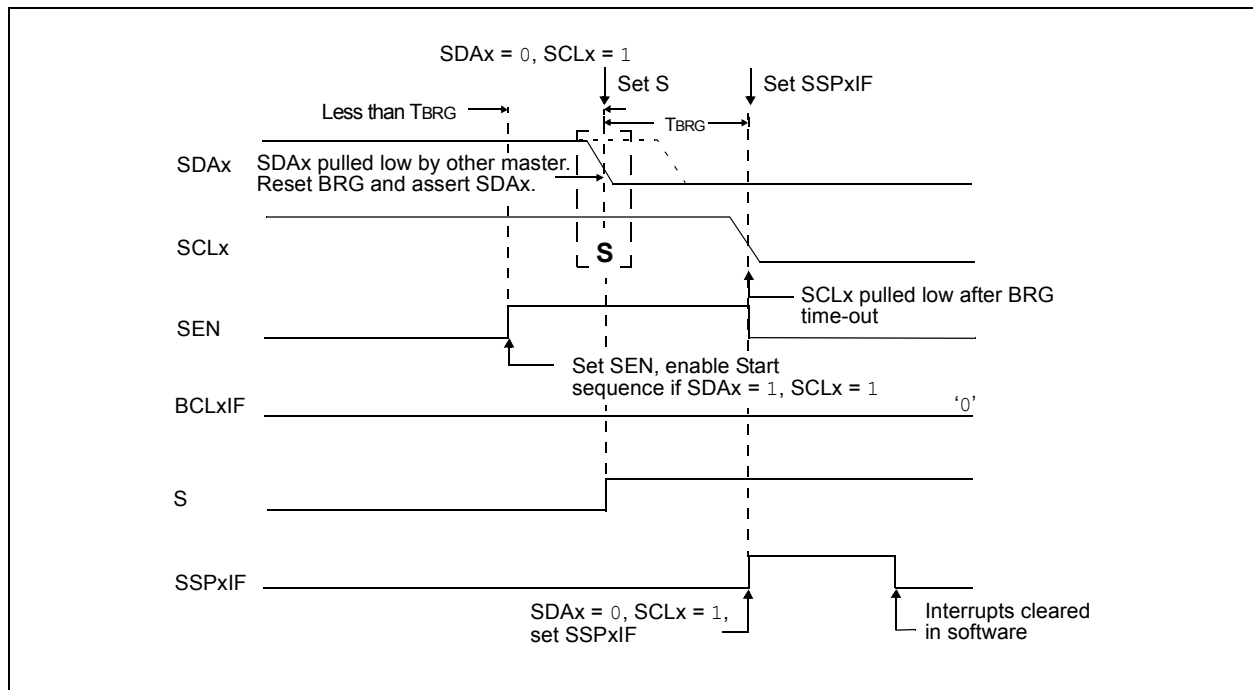 SDAx = 0, SCLx = 1
Set S
Set SSPxIF
Less than TBRG
TBRG
SDAx
SDAx pulled low by other master.
Reset BRG and assert SDAx.
SCLx
S
SCLx pulled low after BRG
time-out
SEN
Set SEN, enable Start
sequence if SDAx = 1, SCLx = 1
BCLxIF
‘0’
S
SSPxIF
SDAx = 0, SCLx = 1,
set SSPxIF
Interrupts cleared
in software